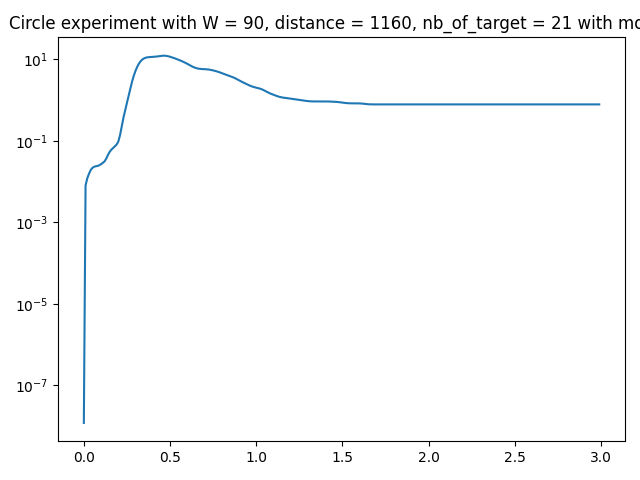 Circle experiment with W = 90, distance = 1160, nb_of_target = 21 with mo
10¹
10⁻¹
10⁻³
10⁻⁵
10⁻⁷
0.0 0.5 1.0 1.5 2.0 2.5 3.0